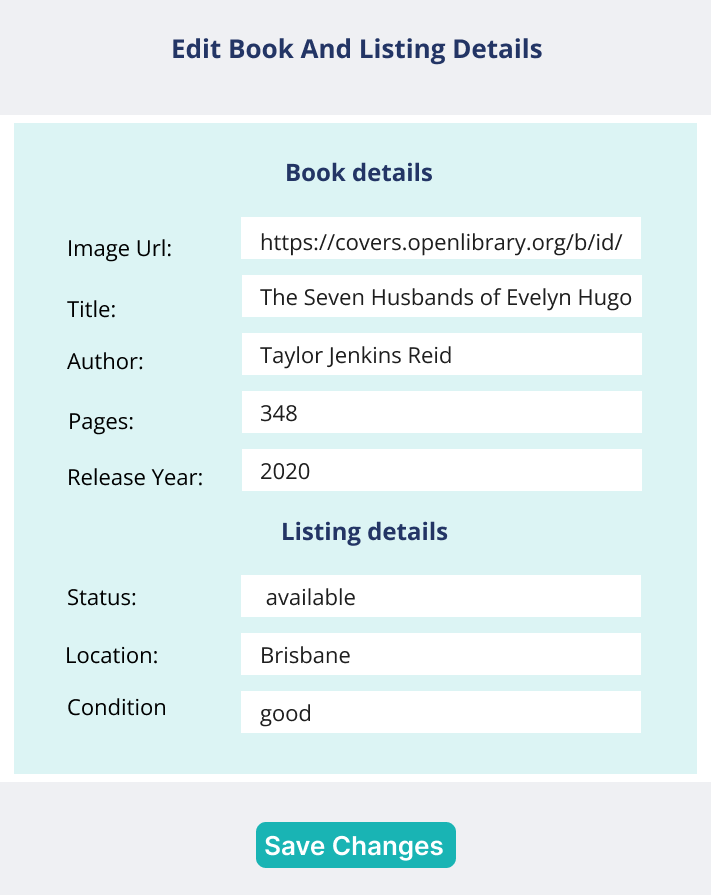 Edit Book And Listing Details
Book details
Image Url: https://covers.openlibrary.org/b/id/
Title: The Seven Husbands of Evelyn Hugo
Author: Taylor Jenkins Reid
Pages: 348
Release Year: 2020
Listing details
Status: available
Location: Brisbane
Condition good
Save Changes